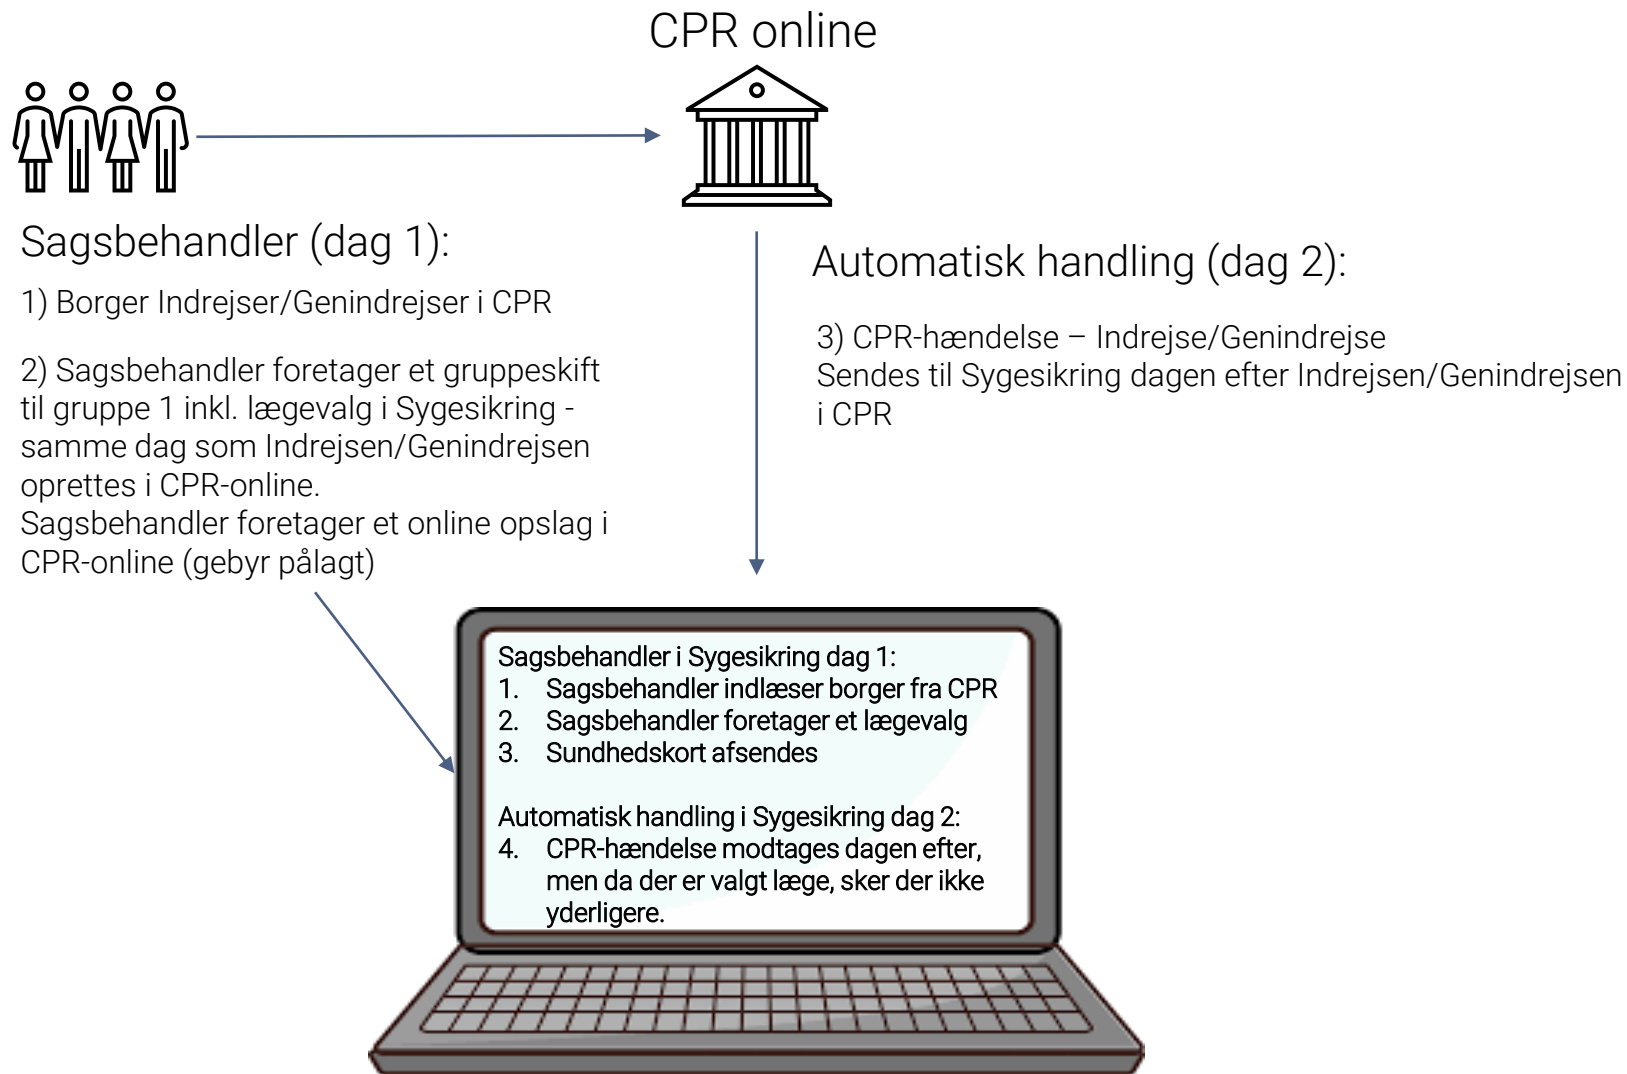 CPR online
Sagsbehandler (dag 1):
1) Borger Indrejser/Genindrejser i CPR
2) Sagsbehandler foretager et gruppeskift
til gruppe 1 inkl. lægevalg i Sygesikring -
samme dag som Indrejsen/Genindrejsen
oprettes i CPR-online.
Sagsbehandler foretager et online opslag i
CPR-online (gebyr pålagt)
Automatisk handling (dag 2):
3) CPR-hændelse – Indrejse/Genindrejse
Sendes til Sygesikring dagen efter Indrejsen/Genindrejsen
i CPR
Sagsbehandler i Sygesikring dag 1:
1. Sagsbehandler indlæser borger fra CPR
2. Sagsbehandler foretager et lægevalg
3. Sundhedskort afsendes
Automatisk handling i Sygesikring dag 2:
4. CPR-hændelse modtages dagen efter,
men da der er valgt læge, sker der ikke
yderligere.